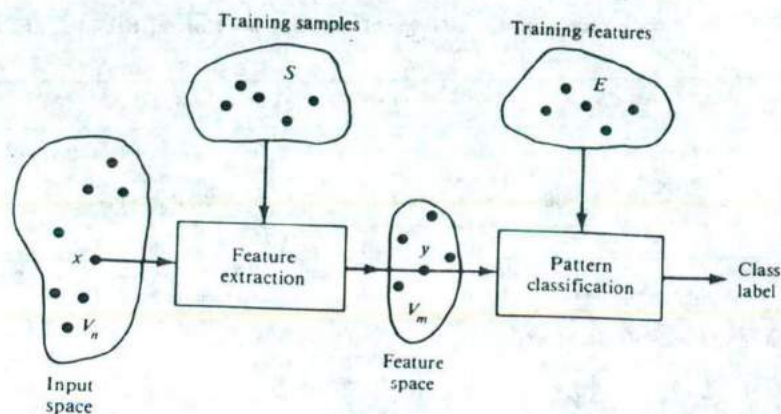 Training samples
Training features
S
E
x
Feature
extraction
y
Pattern
classification
Class
label
V_n
V_m
Input
space
Feature
space